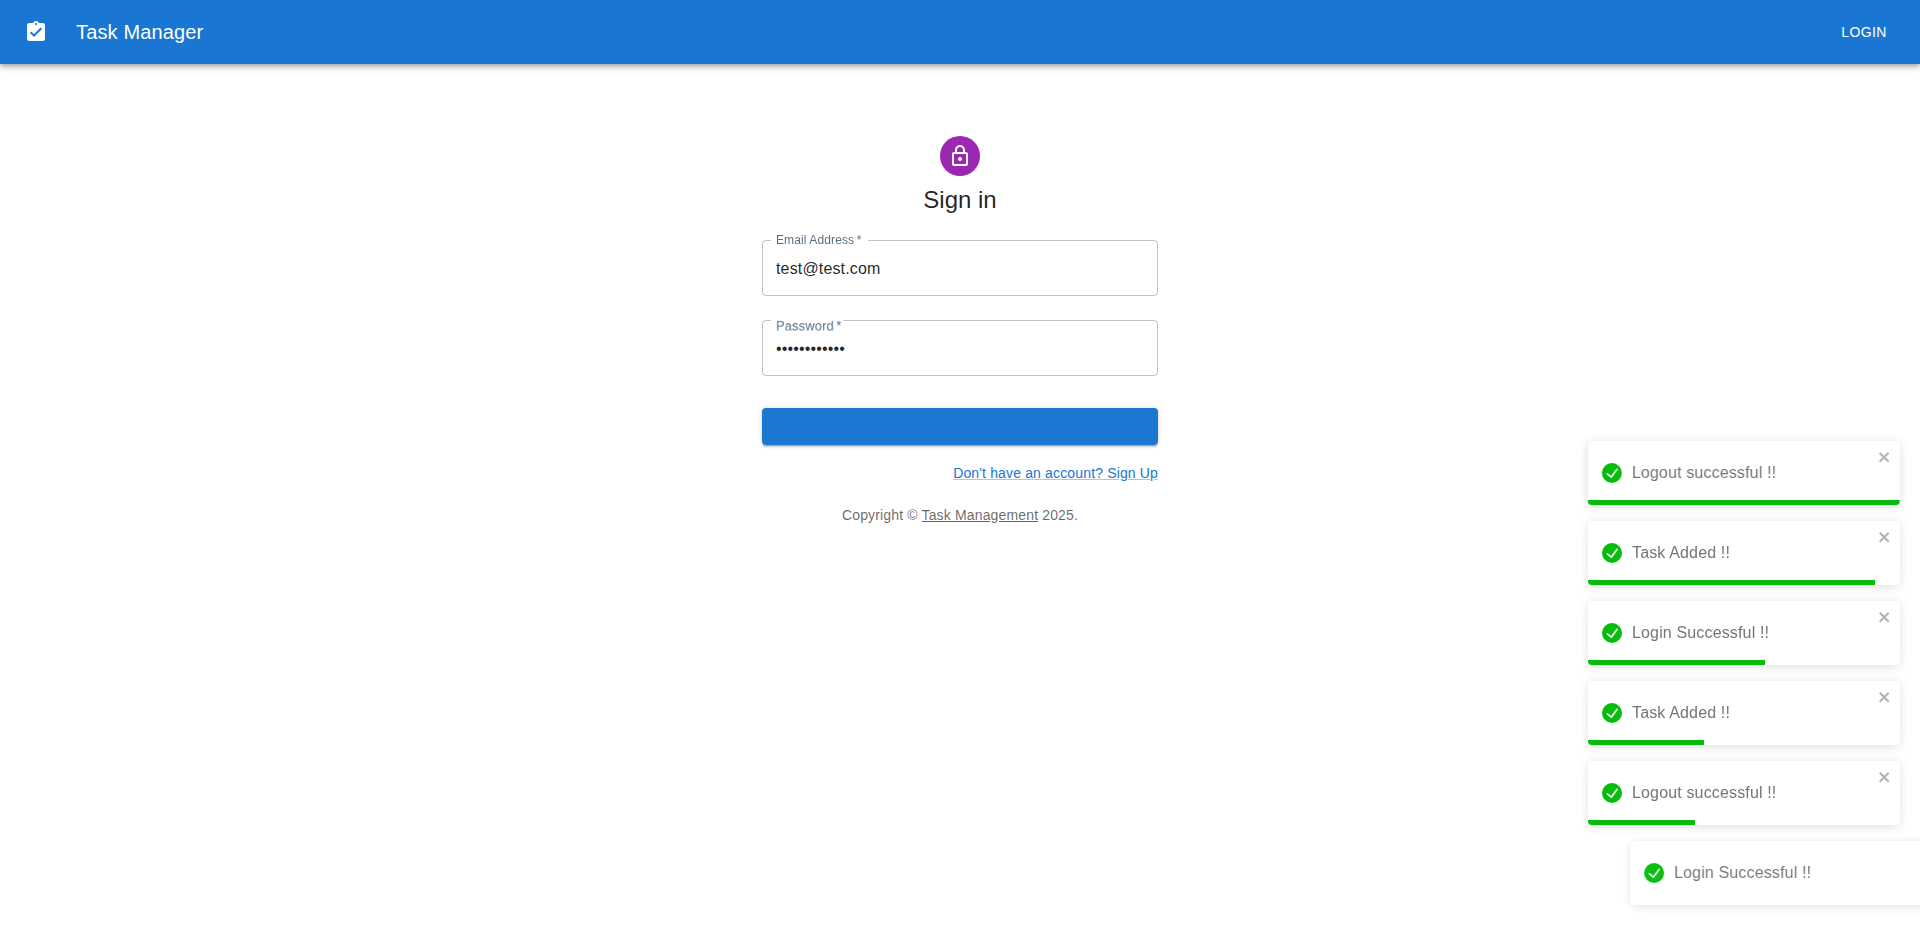 Task Manager
LOGIN
Sign in
Email Address *
test@test.com
Password *
••••••••••••
Don't have an account? Sign Up
Copyright © Task Management 2025.
Logout successful !!
Task Added !!
Login Successful !!
Task Added !!
Logout successful !!
Login Successful !!